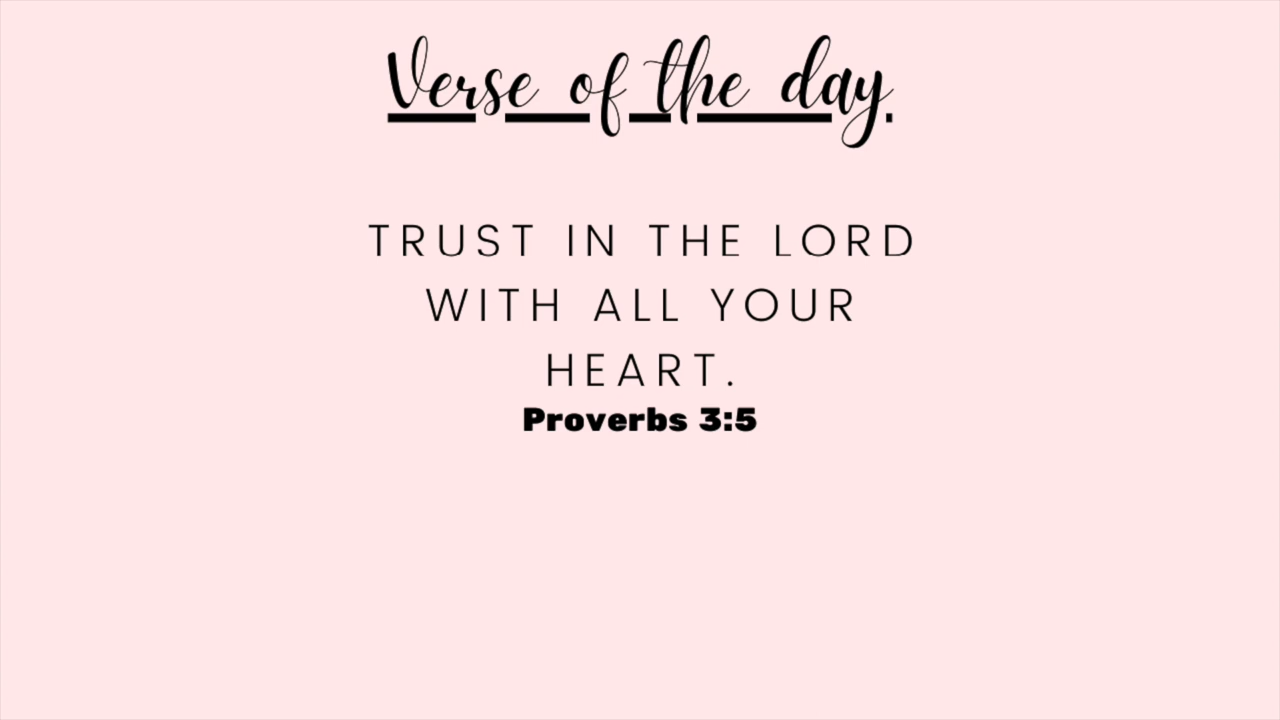 Verse of the day.
TRUST IN THE LORD
WITH ALL YOUR
HEART.
Proverbs 3:5